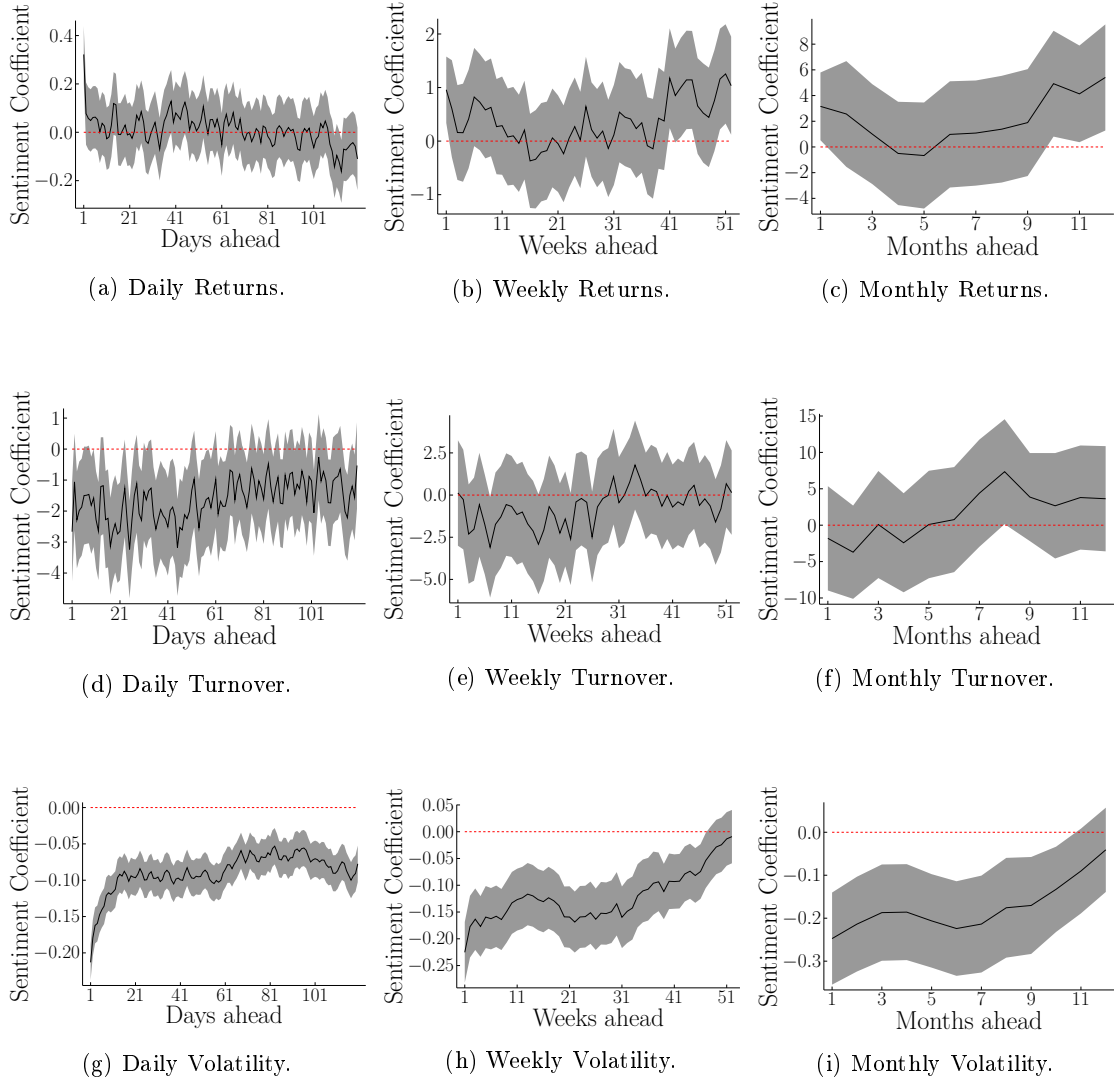 Sentiment Coefficient
0.4
0.2
0.0
−0.2
1 21 41 61 81 101
Days ahead
(a) Daily Returns.
Sentiment Coefficient
2
1
0
−1
1 11 21 31 41 51
Weeks ahead
(b) Weekly Returns.
Sentiment Coefficient
8
6
4
2
0
−2
−4
1 3 5 7 9 11
Months ahead
(c) Monthly Returns.
Sentiment Coefficient
1
0
−1
−2
−3
−4
1 21 41 61 81 101
Days ahead
(d) Daily Turnover.
Sentiment Coefficient
2.5
0.0
−2.5
−5.0
1 11 21 31 41 51
Weeks ahead
(e) Weekly Turnover.
Sentiment Coefficient
15
10
5
0
−5
−10
1 3 5 7 9 11
Months ahead
(f) Monthly Turnover.
Sentiment Coefficient
0.00
−0.05
−0.10
−0.15
−0.20
1 21 41 61 81 101
Days ahead
(g) Daily Volatility.
Sentiment Coefficient
0.05
0.00
−0.05
−0.10
−0.15
−0.20
−0.25
1 11 21 31 41 51
Weeks ahead
(h) Weekly Volatility.
Sentiment Coefficient
0.0
−0.1
−0.2
−0.3
1 3 5 7 9 11
Months ahead
(i) Monthly Volatility.